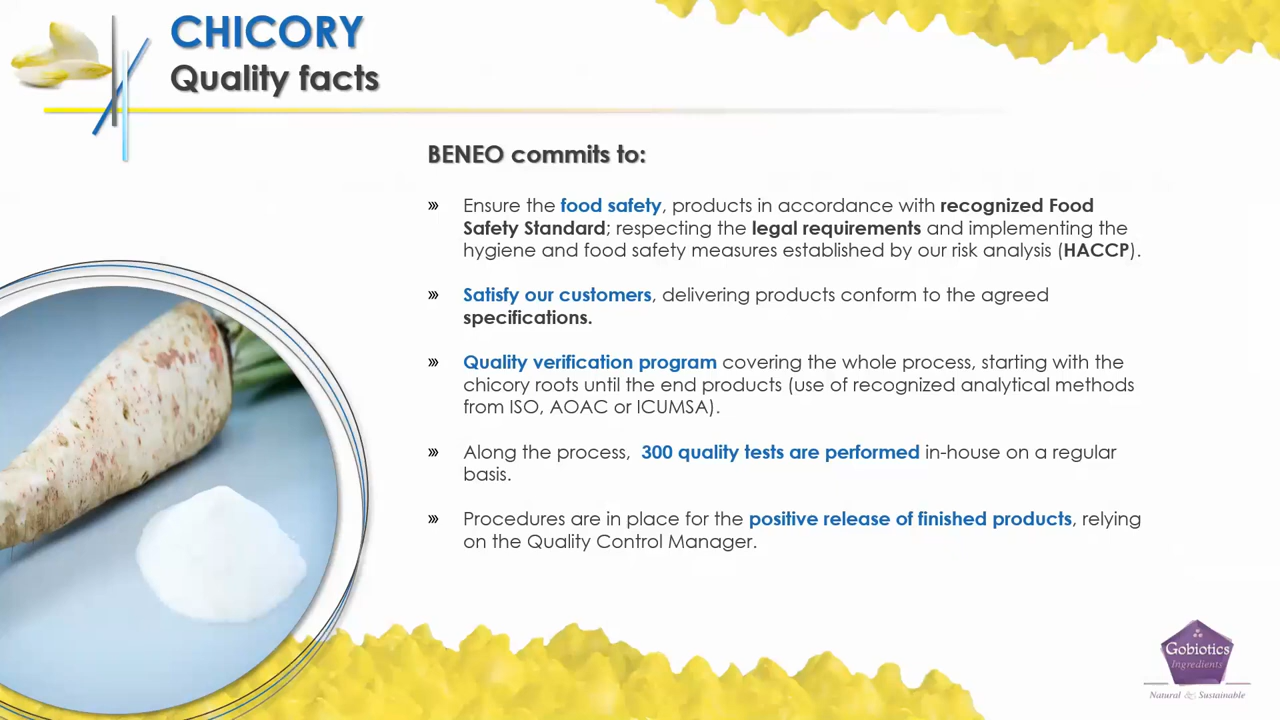 CHICORY
Quality facts
BENEO commits to:
» Ensure the food safety, products in accordance with recognized Food
Safety Standard; respecting the legal requirements and implementing the
hygiene and food safety measures established by our risk analysis (HACCP).
» Satisfy our customers, delivering products conform to the agreed
specifications.
» Quality verification program covering the whole process, starting with the
chicory roots until the end products (use of recognized analytical methods
from ISO, AOAC or ICUMSA).
» Along the process, 300 quality tests are performed in-house on a regular
basis.
» Procedures are in place for the positive release of finished products, relying
on the Quality Control Manager.
Gobiotics
Ingredients
Natural & Sustainable